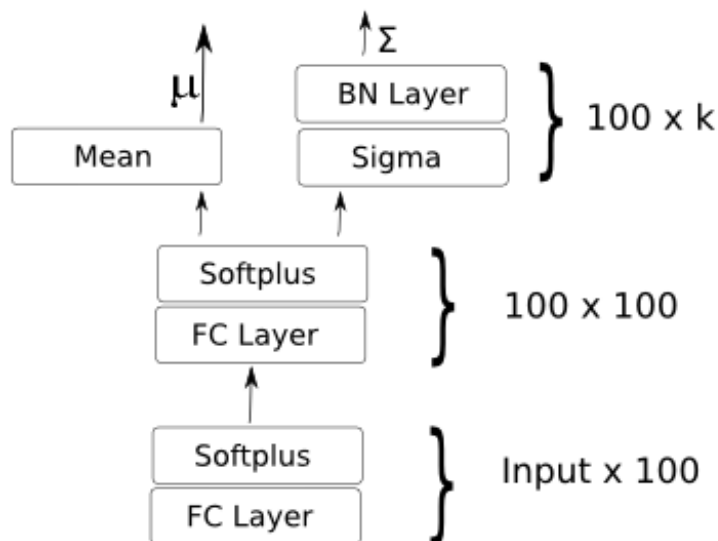 μ
Σ
BN Layer
100 x k
Mean
Sigma
Softplus
100 x 100
FC Layer
Softplus
Input x 100
FC Layer